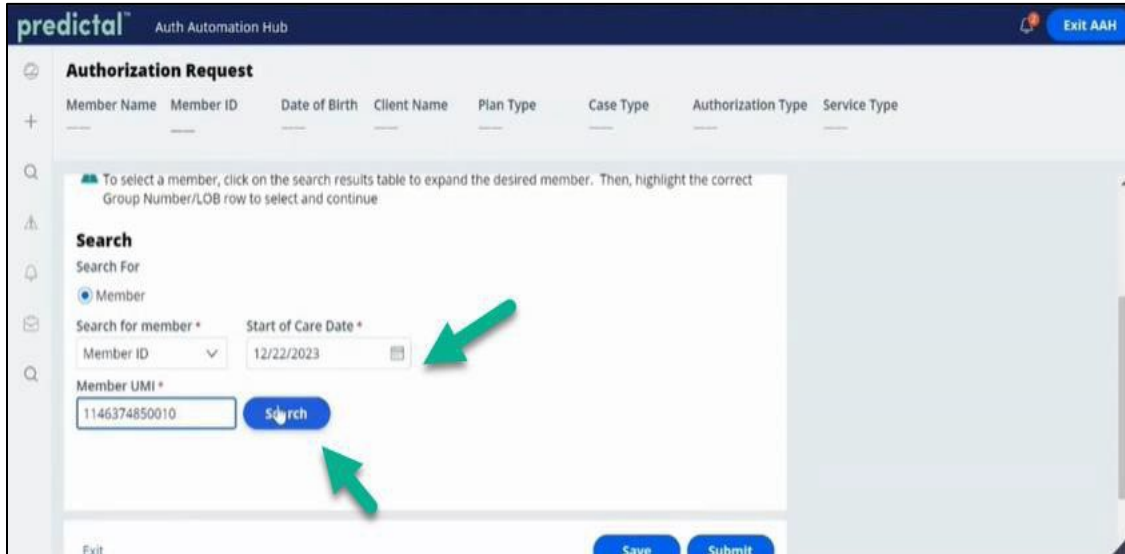 predictal™ Auth Automation Hub 2 Exit AAH
Authorization Request
Member Name Member ID Date of Birth Client Name Plan Type Case Type Authorization Type Service Type
To select a member, click on the search results table to expand the desired member. Then, highlight the correct
Group Number/LOB row to select and continue
Search
Search For
Member
Search for member * Start of Care Date *
Member ID 12/22/2023
Member UMI *
1146374850010 Search
Exit Save Submit